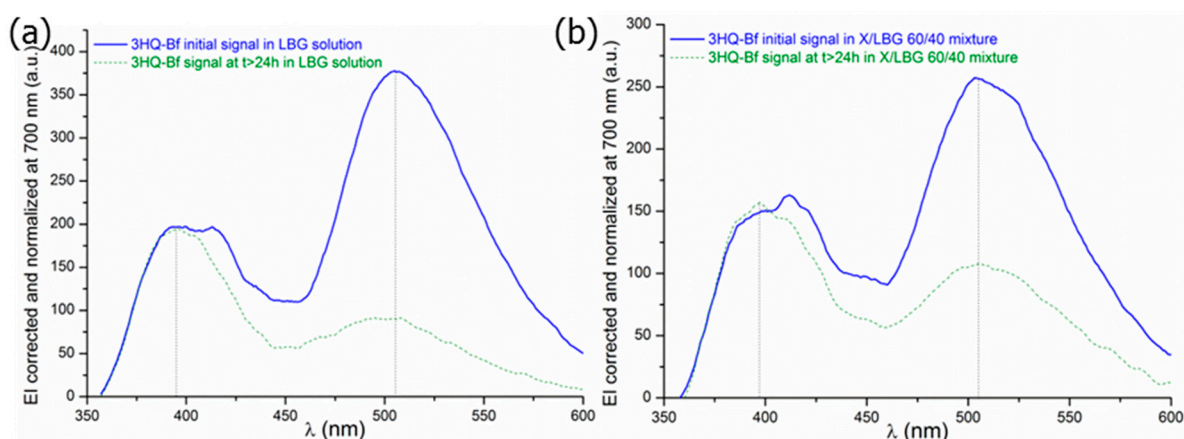 (a)
3HQ-Bf initial signal in LBG solution
3HQ-Bf signal at t>24h in LBG solution
EI corrected and normalized at 700 nm (a.u.)
400
350
300
250
200
150
100
50
0
350 400 450 500 550 600
λ (nm)
(b)
3HQ-Bf initial signal in X/LBG 60/40 mixture
3HQ-Bf signal at t>24h in X/LBG 60/40 mixture
EI corrected and normalized at 700 nm (a.u.)
300
250
200
150
100
50
0
350 400 450 500 550 600
λ (nm)